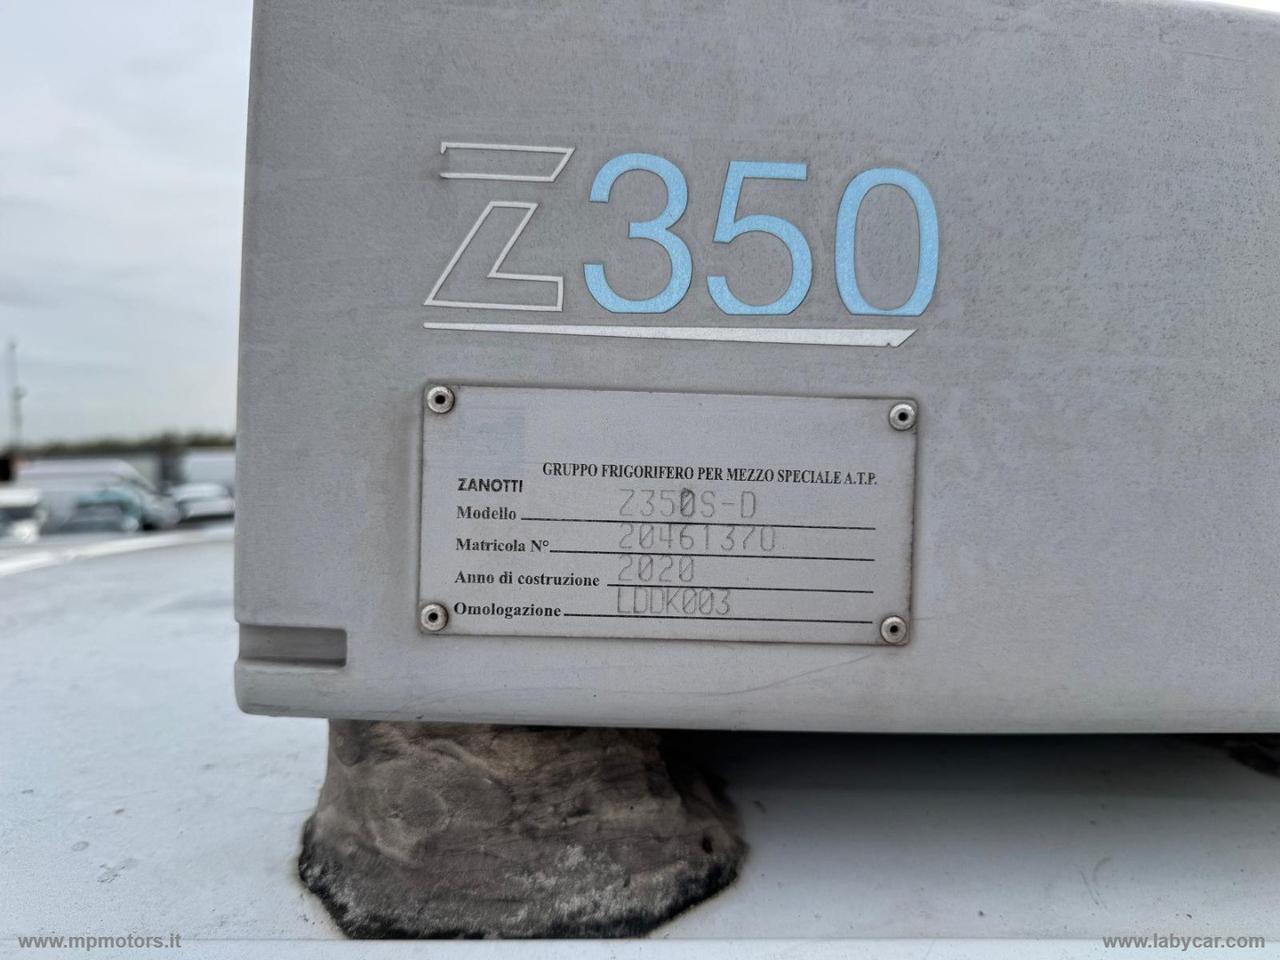 Z350
GRUPPO FRIGORIFERO PER MEZZO SPECIALE A.T.P.
ZANOTTI
Modello Z350S-D
Matricola N° 20461370
Anno di costruzione 2020
Omologazione LDDK003
www.mpmotors.it
www.labycar.com